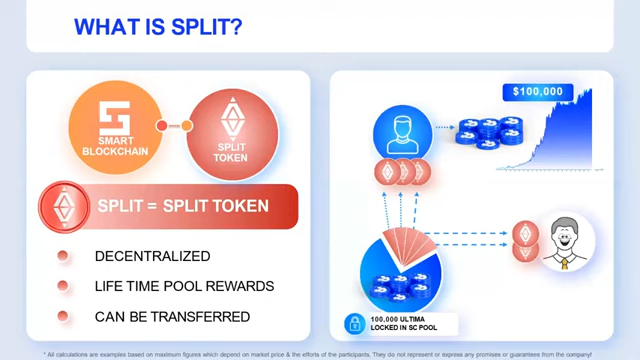 WHAT IS SPLIT?
SMART
BLOCKCHAIN
SPLIT
TOKEN
SPLIT = SPLIT TOKEN
DECENTRALIZED
LIFE TIME POOL REWARDS
CAN BE TRANSFERRED
$100,000
100,000 ULTIMA
LOCKED IN SC POOL
* All calculations are examples based on maximum figures which depend on market price & the efforts of the participants. They do not represent or express any promises or guarantees from the company!